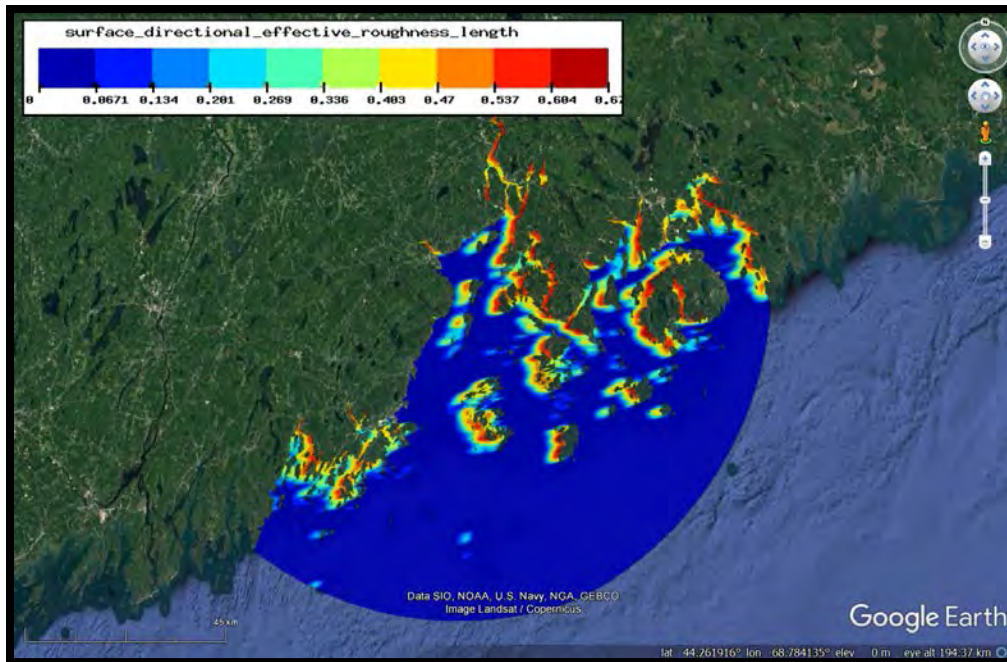 surface_directional_effective_roughness_length
0 0.0671 0.134 0.201 0.269 0.336 0.403 0.47 0.537 0.604 0.67
N
Data SIO, NOAA, U.S. Navy, NGA, GEBCO
Image Landsat / Copernicus
45 km
Google Earth
lat 44.261916° lon -68.784135° elev 0 m eye alt 194.37 km